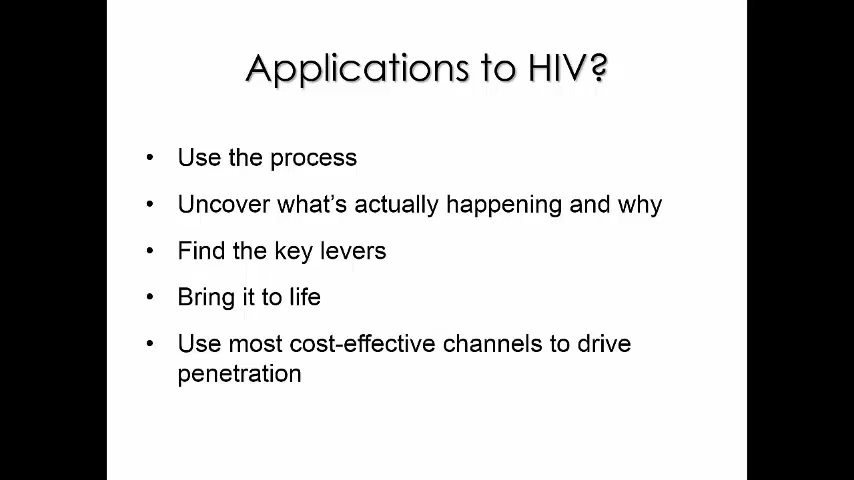 Applications to HIV?
• Use the process
• Uncover what's actually happening and why
• Find the key levers
• Bring it to life
• Use most cost-effective channels to drive
penetration